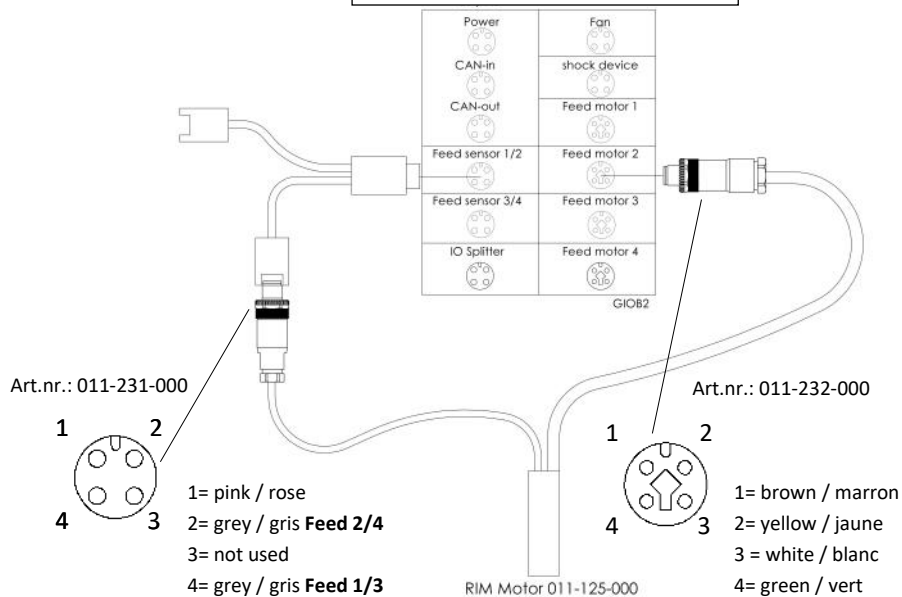 Power
Fan
CAN-in
shock device
CAN-out
Feed motor 1
Feed sensor 1/2
Feed motor 2
Feed sensor 3/4
Feed motor 3
IO Splitter
Feed motor 4
GIOB2
Art.nr.: 011-231-000
1 2
4 3
1= pink / rose
2= grey / gris Feed 2/4
3= not used
4= grey / gris Feed 1/3
Art.nr.: 011-232-000
1 2
4 3
1= brown / marron
2= yellow / jaune
3 = white / blanc
4= green / vert
RIM Motor 011-125-000